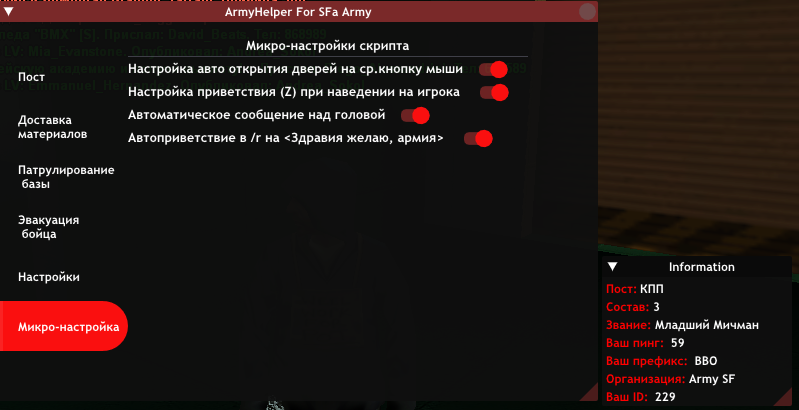 ArmyHelper For SFa Army
Микро-настройки скрипта
Настройка авто открытия дверей на ср.кнопку мыши
Настройка приветствия (Z) при наведении на игрока
Автоматическое сообщение над головой
Автоприветствие в /r на <Здравия желаю, армия>
Пост
Доставка
материалов
Патрулирование
базы
Эвакуация
бойца
Настройки
Микро-настройка
Information
Пост: КПП
Состав: 3
Звание: Младший Мичман
Ваш пинг: 59
Ваш префикс: ВВО
Организация: Army SF
Ваш ID: 229